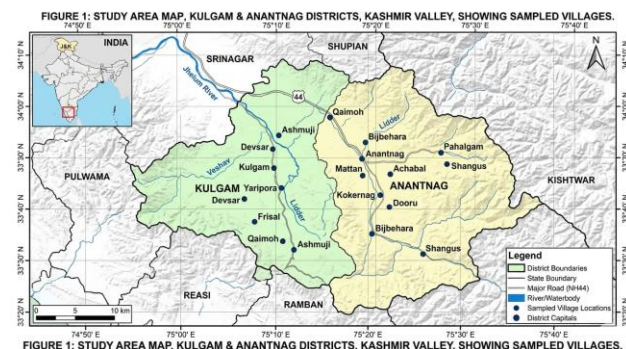 FIGURE 1: STUDY AREA MAP, KULGAM & ANANTNAG DISTRICTS, KASHMIR VALLEY, SHOWING SAMPLED VILLAGES.
74°50'E 75°00'E 75°10'E 75°20'E 75°30'E
INDIA
J&K
SRINAGAR
SHUPIAN
N
34°10'N
Jhelum River
44
34°00'N
Qaimoh
Lidder
Ashmuji
Bijbehara
Devsar
Anantnag
Pahalgam
33°50'N
Veshav
Kulgam
Mattan
Achabal
Shangus
PULWAMA
KULGAM
Yaripora
ANANTNAG
KISHTWAR
Devsar
Lidder
Kokernag
Dooru
33°40'N
Frisal
Bijbehara
Qaimoh
Ashmuji
Shangus
33°30'N
Legend
District Boundaries
State Boundary
Major Road (NH44)
River/Waterbody
Sampled Village Locations
District Capitals
REASI
RAMBAN
0 5 10 km
33°20'N
74°50'E 75°00'E 75°10'E 75°20'E 75°30'E
FIGURE 1: STUDY AREA MAP, KULGAM & ANANTNAG DISTRICTS, KASHMIR VALLEY, SHOWING SAMPLED VILLAGES.